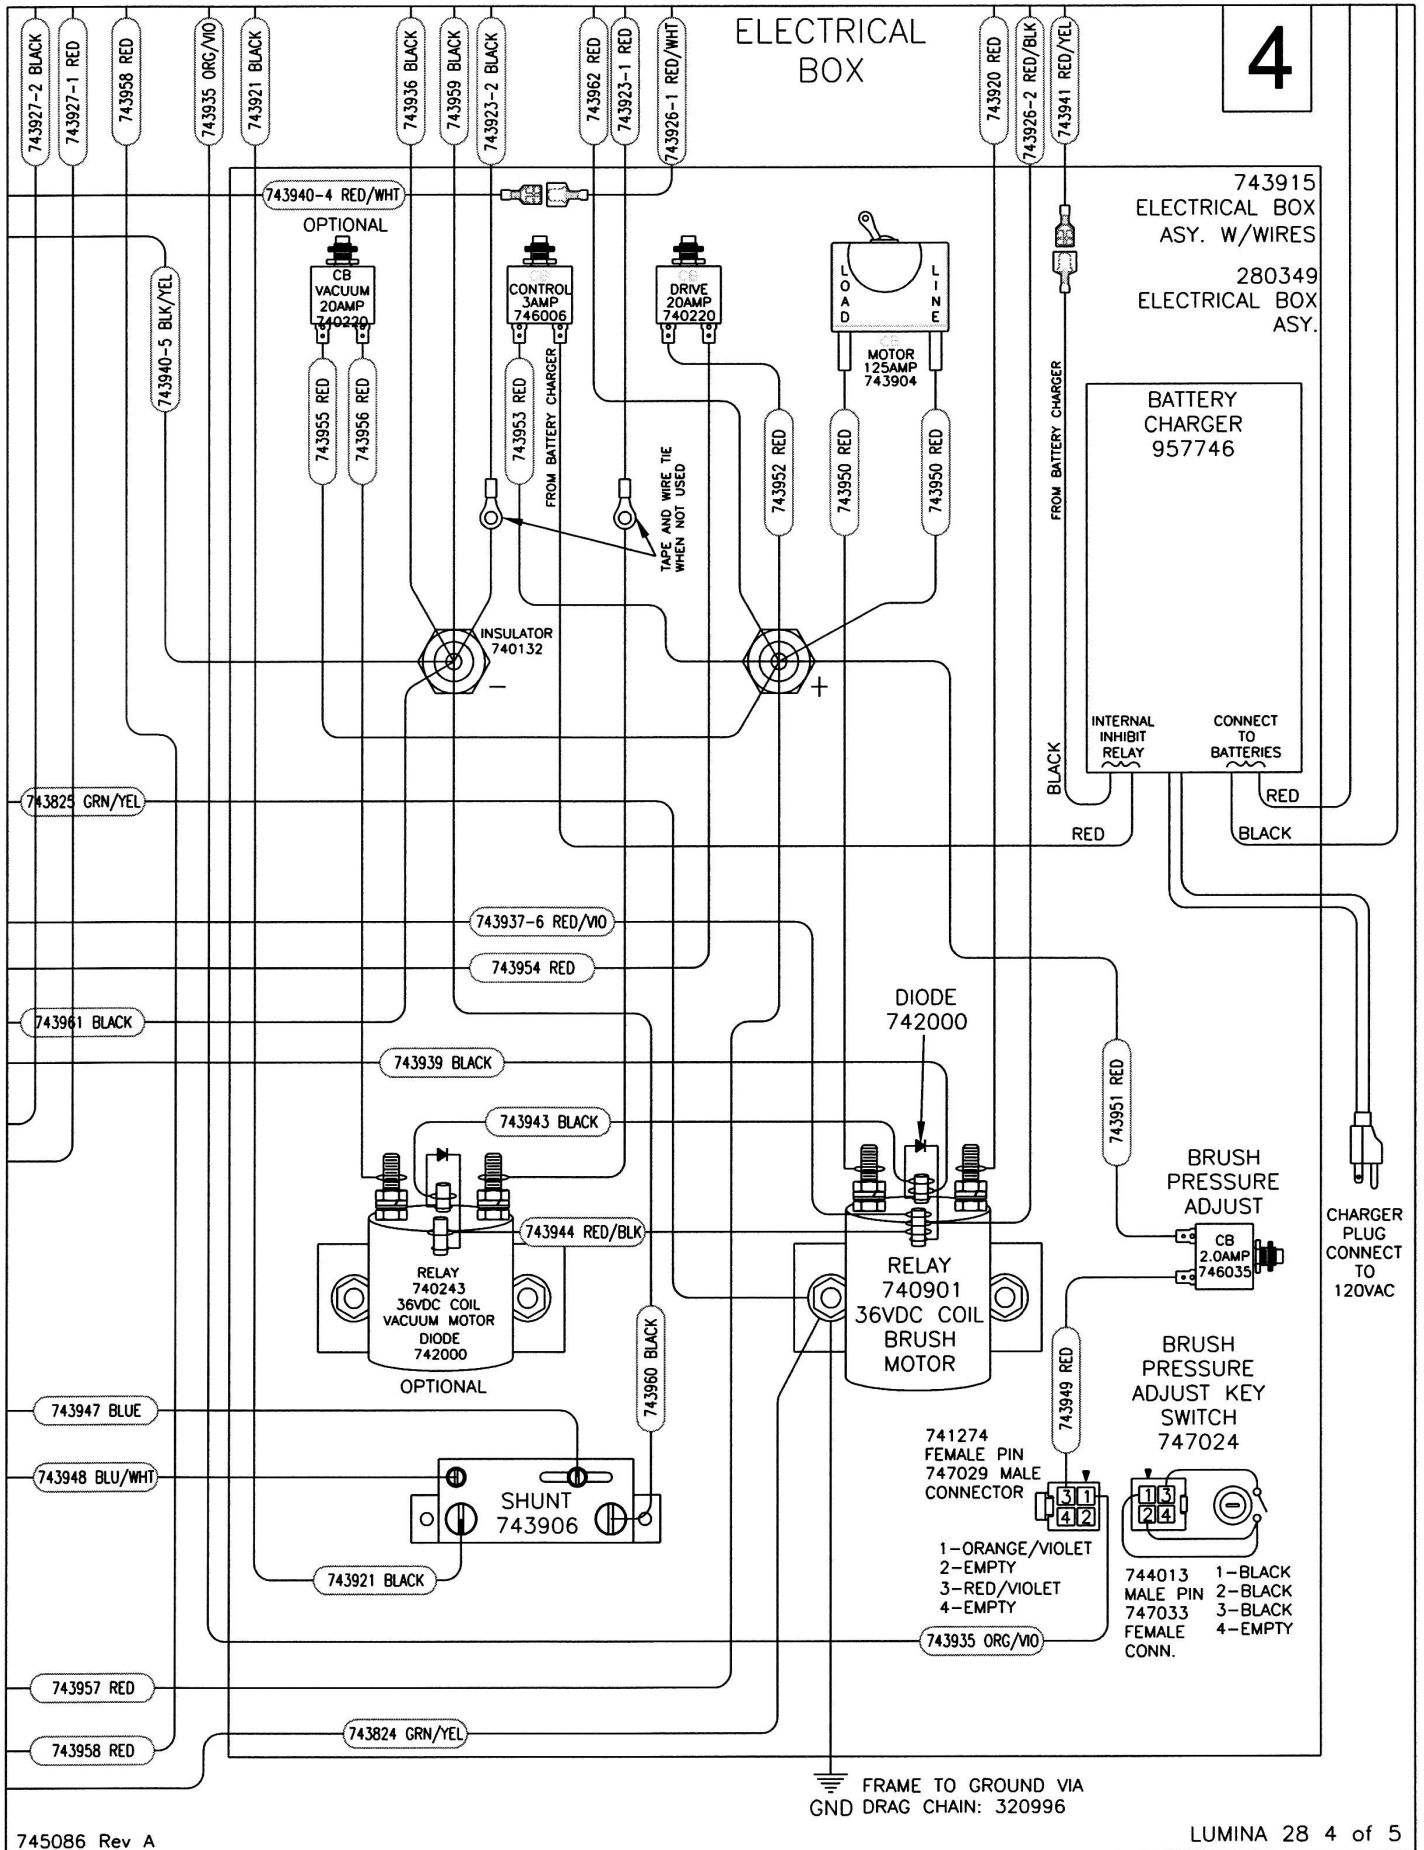 743927-2 BLACK
743927-1 RED
743958 RED
743935 ORG/VIO
743921 BLACK
743936 BLACK
743959 BLACK
743923-2 BLACK
743962 RED
743923-1 RED
743926-1 RED/WHT
ELECTRICAL
BOX
743920 RED
743926-2 RED/BLK
743941 RED/YEL
4
743940-4 RED/WHT
743915
ELECTRICAL BOX
ASY. W/WIRES
280349
ELECTRICAL BOX
ASY.
OPTIONAL
CB
VACUUM
20AMP
740220
CB
CONTROL
3AMP
746006
CB
DRIVE
20AMP
740220
LOAD
LINE
CB
MOTOR
125AMP
743904
743940-5 BLK/YEL
743955 RED
743956 RED
743953 RED
FROM BATTERY CHARGER
TAPE AND WIRE TIE
WHEN NOT USED
743952 RED
743950 RED
743950 RED
FROM BATTERY CHARGER
BATTERY
CHARGER
957746
INSULATOR
740132
−
+
INTERNAL
INHIBIT
RELAY
CONNECT
TO
BATTERIES
BLACK
RED
RED
BLACK
743825 GRN/YEL
743937-6 RED/VIO
743954 RED
743961 BLACK
DIODE
742000
743939 BLACK
743943 BLACK
743951 RED
BRUSH
PRESSURE
ADJUST
CB
2.0AMP
746035
CHARGER
PLUG
CONNECT
TO
120VAC
743944 RED/BLK
RELAY
740243
36VDC COIL
VACUUM MOTOR
DIODE
742000
OPTIONAL
RELAY
740901
36VDC COIL
BRUSH
MOTOR
743960 BLACK
743949 RED
BRUSH
PRESSURE
ADJUST KEY
SWITCH
747024
743947 BLUE
743948 BLU/WHT
SHUNT
743906
741274
FEMALE PIN
747029 MALE
CONNECTOR
3 1
4 2
1 3
2 4
1-ORANGE/VIOLET
2-EMPTY
3-RED/VIOLET
4-EMPTY
744013
MALE PIN
747033
FEMALE
CONN.
1-BLACK
2-BLACK
3-BLACK
4-EMPTY
743921 BLACK
743935 ORG/VIO
743957 RED
743824 GRN/YEL
743958 RED
GND
FRAME TO GROUND VIA
DRAG CHAIN: 320996
745086 Rev A
LUMINA 28 4 of 5